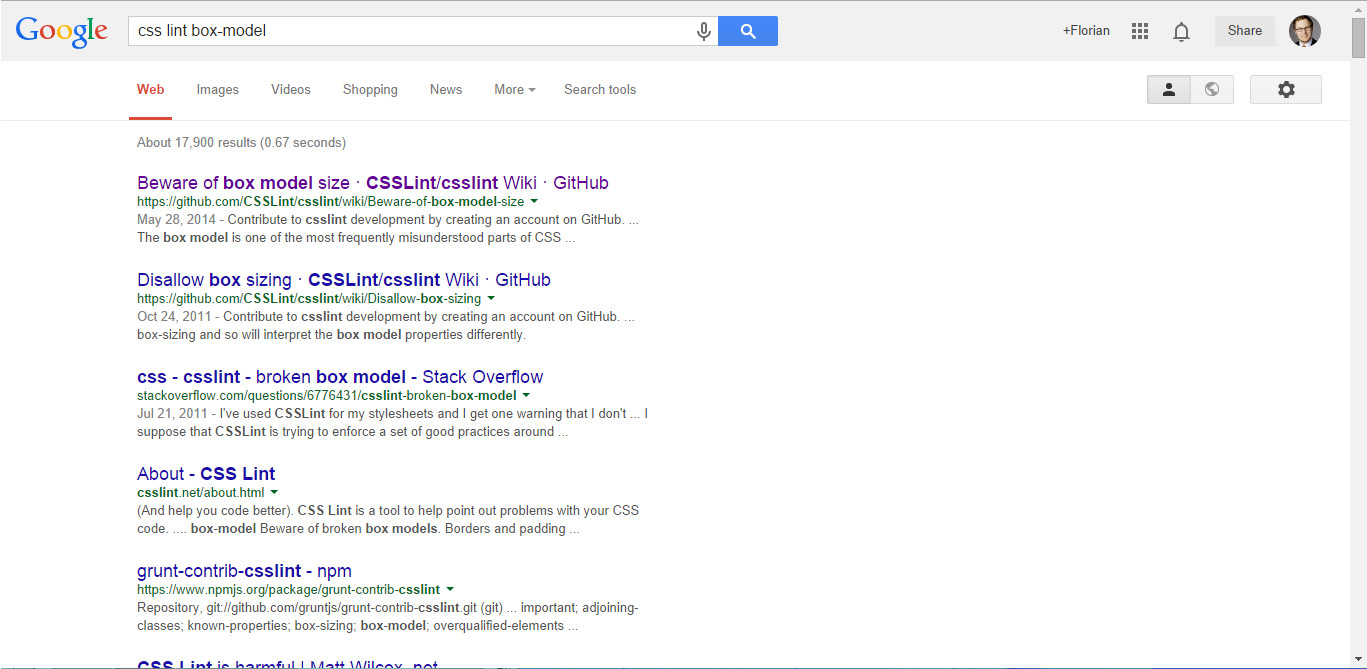 Google
css lint box-model
+Florian
Share
Web Images Videos Shopping News More Search tools
About 17,900 results (0.67 seconds)
Beware of box model size · CSSLint/csslint Wiki · GitHub
https://github.com/CSSLint/csslint/wiki/Beware-of-box-model-size
May 28, 2014 - Contribute to csslint development by creating an account on GitHub. ...
The box model is one of the most frequently misunderstood parts of CSS ...
Disallow box sizing · CSSLint/csslint Wiki · GitHub
https://github.com/CSSLint/csslint/wiki/Disallow-box-sizing
Oct 24, 2011 - Contribute to csslint development by creating an account on GitHub. ...
box-sizing and so will interpret the box model properties differently.
css - csslint - broken box model - Stack Overflow
stackoverflow.com/questions/6776431/csslint-broken-box-model
Jul 21, 2011 - I've used CSSLint for my stylesheets and I get one warning that I don't ... I
suppose that CSSLint is trying to enforce a set of good practices around ...
About - CSS Lint
csslint.net/about.html
(And help you code better). CSS Lint is a tool to help point out problems with your CSS
code. .... box-model Beware of broken box models. Borders and padding ...
grunt-contrib-csslint - npm
https://www.npmjs.org/package/grunt-contrib-csslint
Repository, git://github.com/gruntjs/grunt-contrib-csslint.git (git) ... important; adjoining-
classes; known-properties; box-sizing; box-model; overqualified-elements ...
CSS Lint is harmful | Matt Wilcox .net